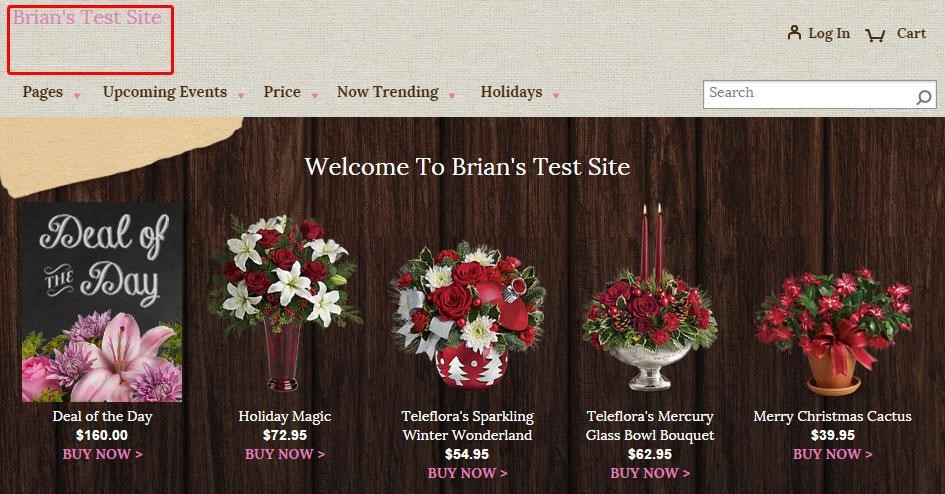 Brian's Test Site
Log In
Cart
Pages
Upcoming Events
Price
Now Trending
Holidays
Search
Welcome To Brian's Test Site
Deal of
THE
Day
Deal of the Day
$160.00
BUY NOW >
Holiday Magic
$72.95
BUY NOW >
Teleflora's Sparkling
Winter Wonderland
$54.95
BUY NOW >
Teleflora's Mercury
Glass Bowl Bouquet
$62.95
BUY NOW >
Merry Christmas Cactus
$39.95
BUY NOW >